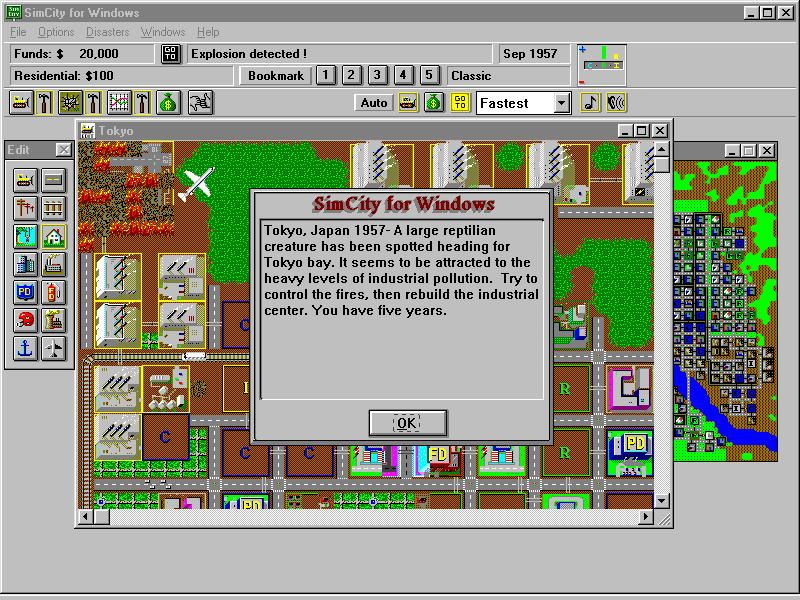 SimCity for Windows
File Options Disasters Windows Help
Funds: $ 20,000 GO TO Explosion detected ! Sep 1957
Residential: $100 Bookmark 1 2 3 4 5 Classic
Auto GO TO Fastest
Tokyo
Edit
SimCity for Windows
Tokyo, Japan 1957- A large reptilian
creature has been spotted heading for
Tokyo bay. It seems to be attracted to the
heavy levels of industrial pollution. Try to
control the fires, then rebuild the industrial
center. You have five years.
OK
PD
FD
C
I
R
C
C
C
R
FD
PD
PD